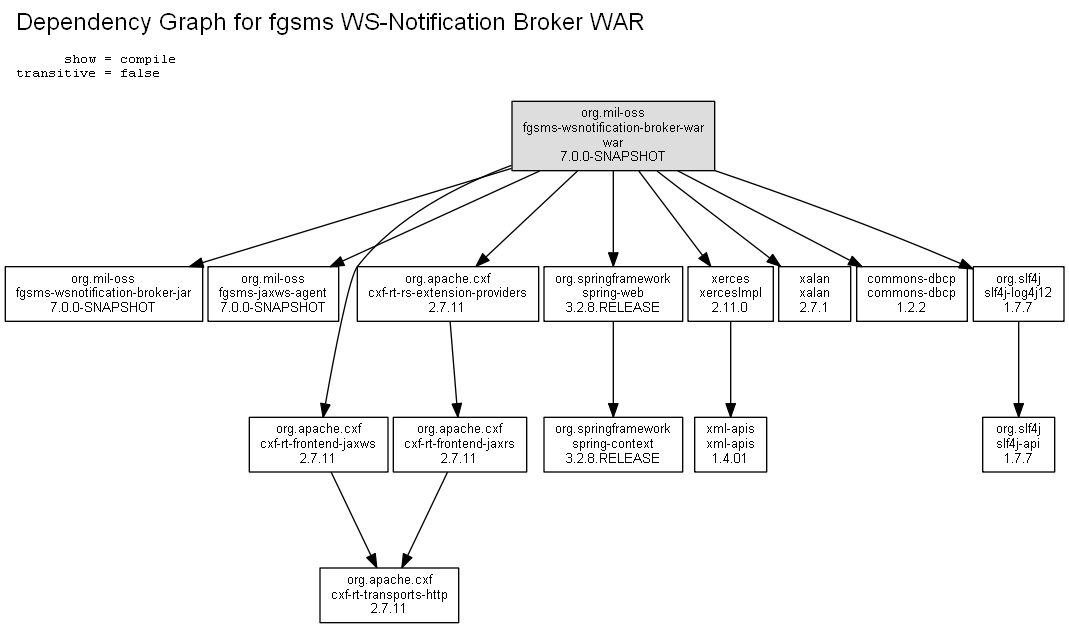 Dependency Graph for fgsms WS-Notification Broker WAR
show = compile
transitive = false
org.mil-oss
fgsms-wsnotification-broker-war
war
7.0.0-SNAPSHOT
org.mil-oss
fgsms-wsnotification-broker-jar
7.0.0-SNAPSHOT
org.mil-oss
fgsms-jaxws-agent
7.0.0-SNAPSHOT
org.apache.cxf
cxf-rt-rs-extension-providers
2.7.11
org.springframework
spring-web
3.2.8.RELEASE
xerces
xercesImpl
2.11.0
xalan
xalan
2.7.1
commons-dbcp
commons-dbcp
1.2.2
org.slf4j
slf4j-log4j12
1.7.7
org.apache.cxf
cxf-rt-frontend-jaxws
2.7.11
org.apache.cxf
cxf-rt-frontend-jaxrs
2.7.11
org.springframework
spring-context
3.2.8.RELEASE
xml-apis
xml-apis
1.4.01
org.slf4j
slf4j-api
1.7.7
org.apache.cxf
cxf-rt-transports-http
2.7.11